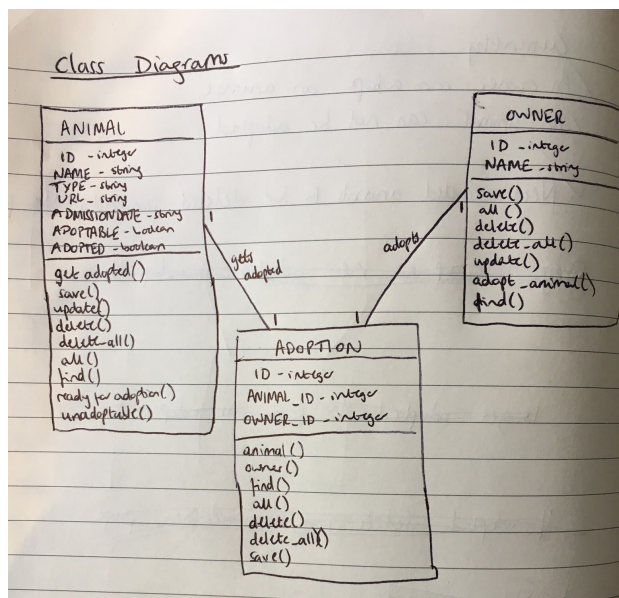 Class Diagrams
ANIMAL
ID - integer
NAME - string
TYPE - string
URL - string
ADMISSIONDATE - string
ADOPTABLE - boolean
ADOPTED - boolean
get adopted()
save()
update()
delete()
delete_all()
all()
find()
ready for adoption()
unadoptable()
1
gets
adopted
1
OWNER
ID - integer
NAME - string
save()
all ()
delete()
delete_all()
update()
adopt_animal()
find()
1
adopts
1
ADOPTION
ID - integer
ANIMAL_ID - integer
OWNER_ID - integer
animal()
owner()
find()
all()
delete()
delete_all()
save()